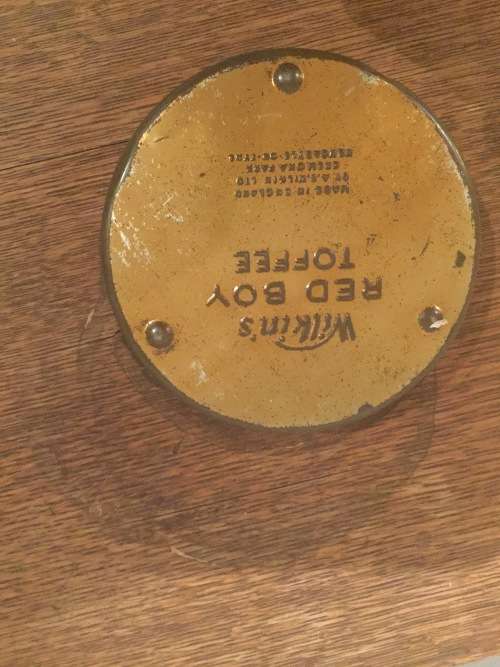 Wilkin's
RED BOY
TOFFEE
MADE IN ENGLAND
BY A.S.WILKIN LTD
CREMONA PARK
NEWCASTLE-ON-TYNE